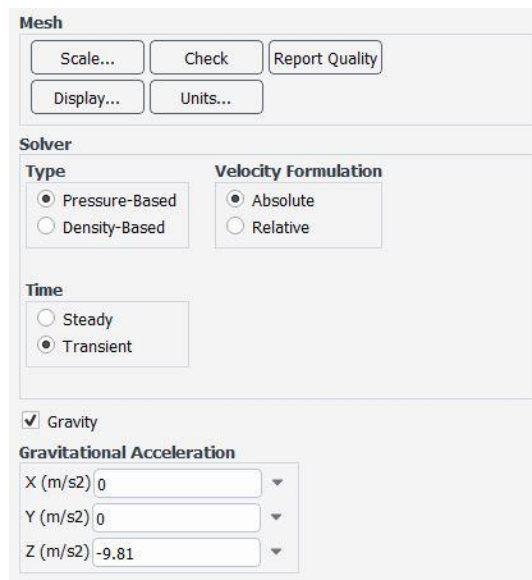 Mesh
Scale... Check Report Quality
Display... Units...
Solver
Type Velocity Formulation
Pressure-Based Absolute
Density-Based Relative
Time
Steady
Transient
Gravity
Gravitational Acceleration
X (m/s2) 0
Y (m/s2) 0
Z (m/s2) -9.81